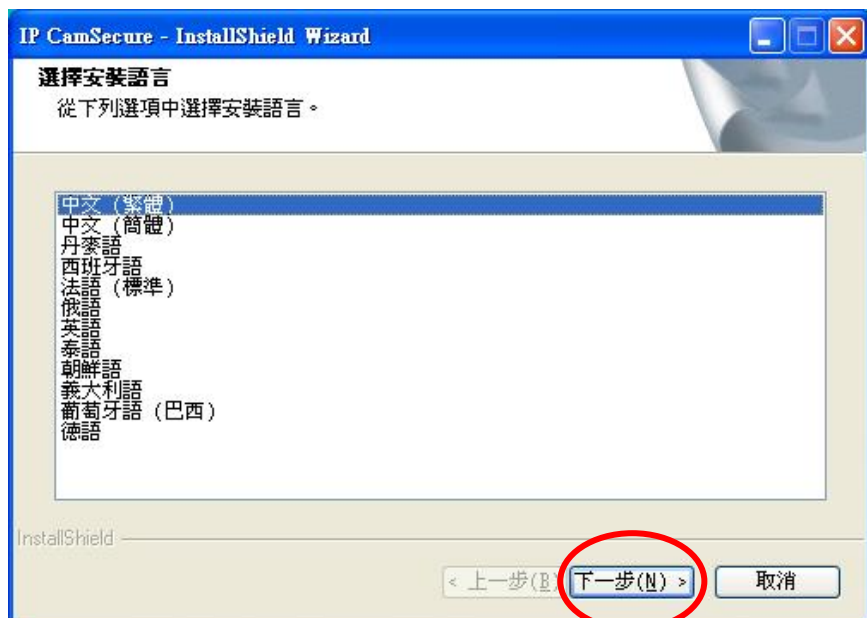 IP CamSecure - InstallShield Wizard
選擇安裝語言
從下列選項中選擇安裝語言。
中文 (繁體)
中文 (簡體)
丹麥語
西班牙語
法語 (標準)
俄語
英語
泰語
朝鮮語
義大利語
葡萄牙語 (巴西)
德語
InstallShield
< 上一步(B) 下一步(N) > 取消